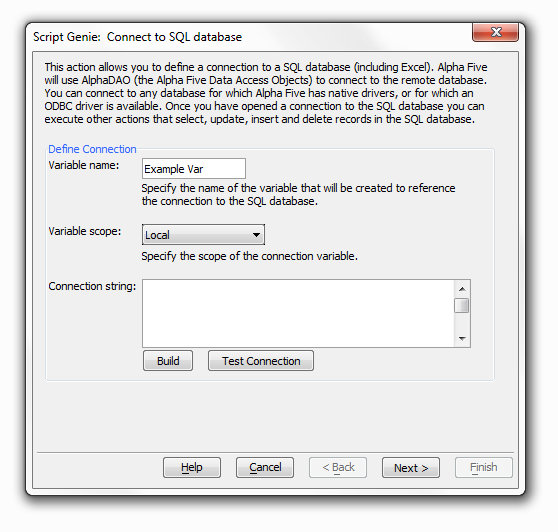 Script Genie: Connect to SQL database
This action allows you to define a connection to a SQL database (including Excel). Alpha Five
will use AlphaDAO (the Alpha Five Data Access Objects) to connect to the remote database.
You can connect to any database for which Alpha Five has native drivers, or for which an
ODBC driver is available. Once you have opened a connection to the SQL database you can
execute other actions that select, update, insert and delete records in the SQL database.
Define Connection
Variable name: Example Var
Specify the name of the variable that will be created to reference
the connection to the SQL database.
Variable scope: Local
Specify the scope of the connection variable.
Connection string:
Build Test Connection
Help Cancel < Back Next > Finish